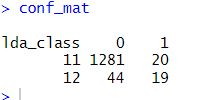 > conf_mat
lda_class 0 1
11 1281 20
12 44 19
>